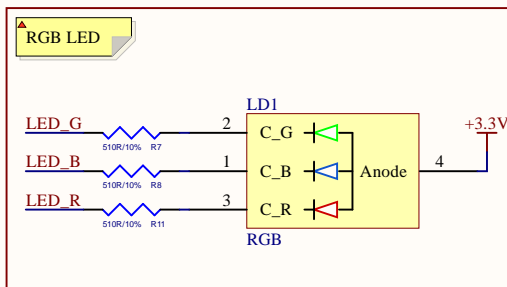 RGB LED
LD1
LED_G 510R/10% R7 2 C_G
+3.3V
LED_B 510R/10% R8 1 C_B Anode 4
LED_R 510R/10% R11 3 C_R
RGB